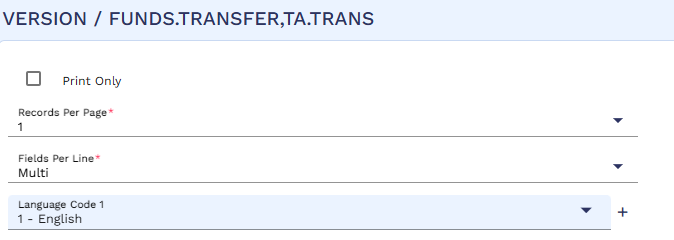 VERSION / FUNDS.TRANSFER,TA.TRANS
Print Only
Records Per Page*
1
Fields Per Line*
Multi
Language Code 1
1 - English
+